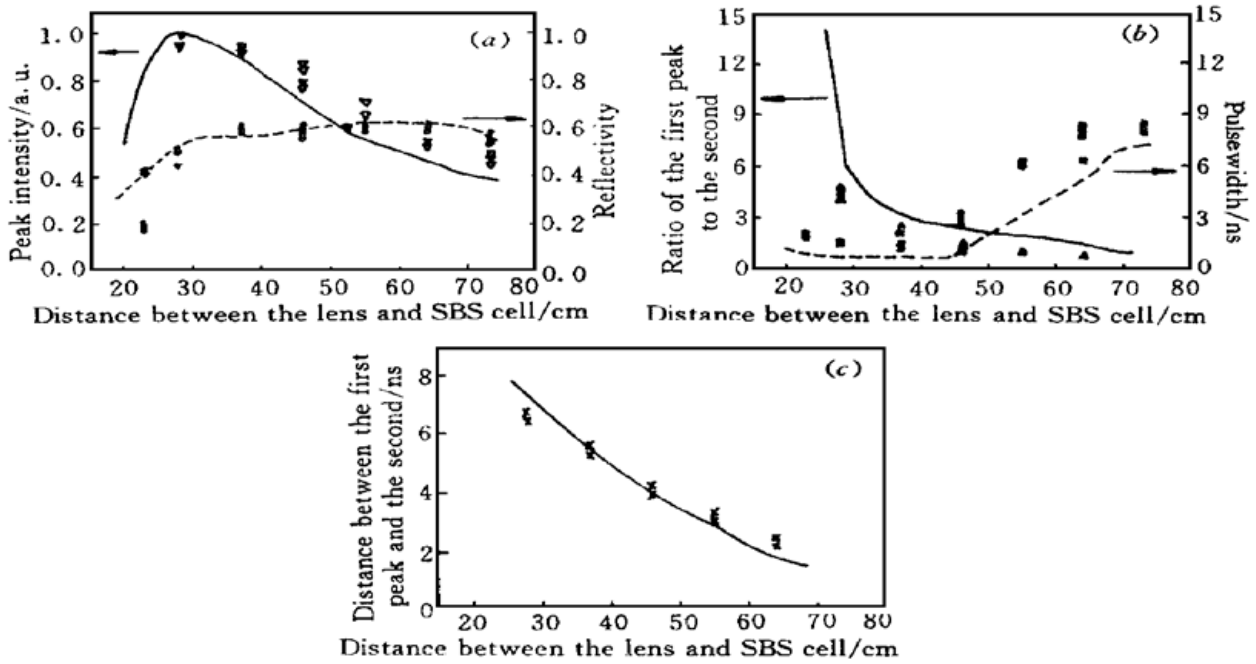 (a)
Peak intensity/a. u.
1. 0
0. 8
0. 6
0. 4
0. 2
0. 0
1. 0
0. 8
0. 6
0. 4
0. 2
0. 0
Reflectivity
20 30 40 50 60 70 80
Distance between the lens and SBS cell/cm
(b)
Ratio of the first peak
to the second
15
12
9
6
3
0
15
12
9
6
3
0
Pulsewidth/ns
20 30 40 50 60 70 80
Distance between the lens and SBS cell/cm
(c)
Distance between the first
peak and the second/ns
8
6
4
2
0
20 30 40 50 60 70 80
Distance between the lens and SBS cell/cm